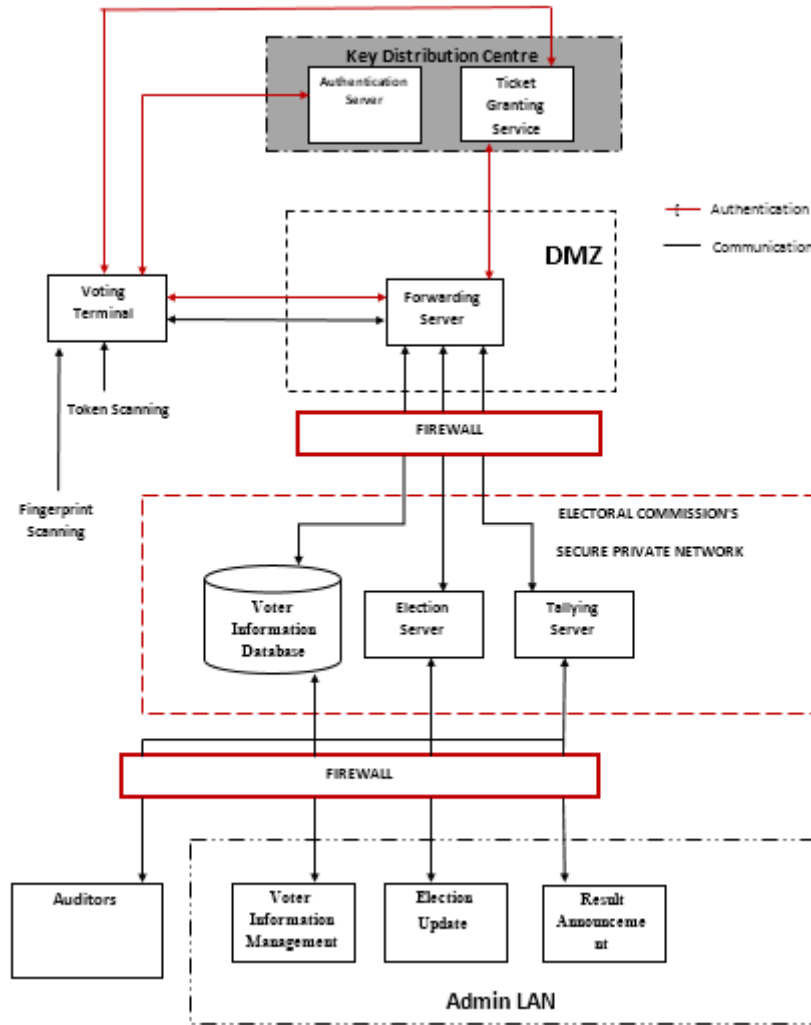 Key Distribution Centre
Authentication
Server
Ticket
Granting
Service
Authentication
Communication
DMZ
Voting
Terminal
Forwarding
Server
Token Scanning
FIREWALL
Fingerprint
Scanning
ELECTORAL COMMISSION'S
SECURE PRIVATE NETWORK
Voter
Information
Database
Election
Server
Tallying
Server
FIREWALL
Auditors
Voter
Information
Management
Election
Update
Result
Announceme
nt
Admin LAN